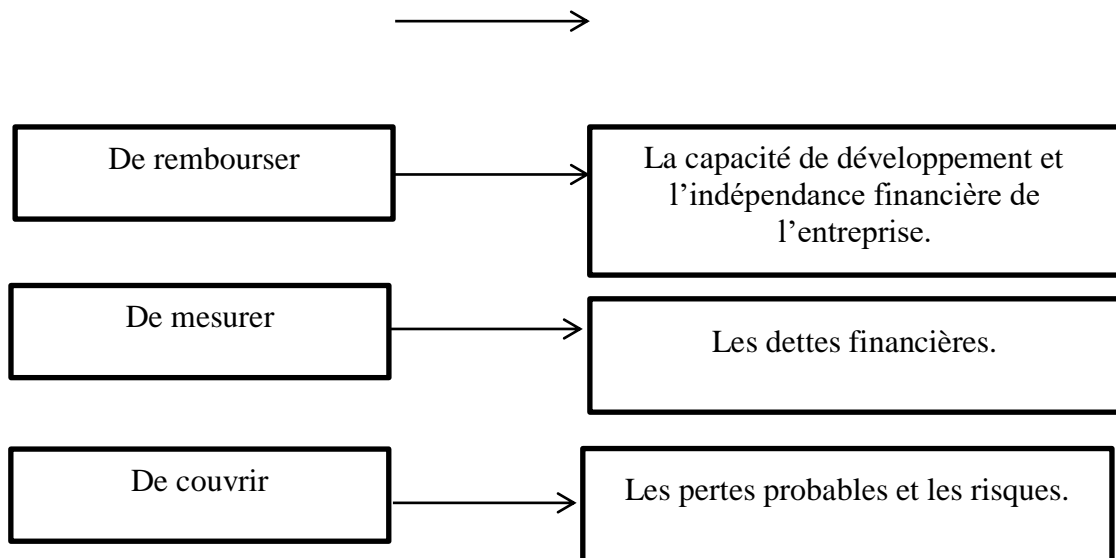 De rembourser
La capacité de développement et
l’indépendance financière de
l’entreprise.
De mesurer
Les dettes financières.
De couvrir
Les pertes probables et les risques.